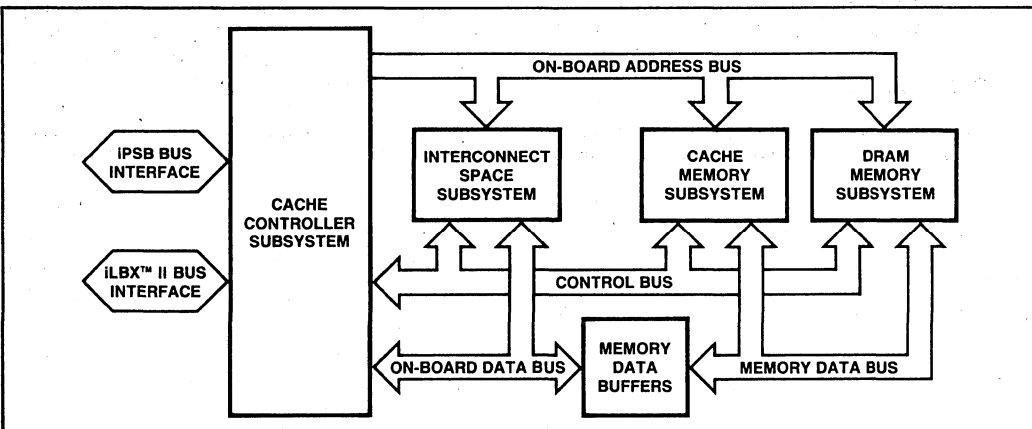 ON-BOARD ADDRESS BUS
iPSB BUS
INTERFACE
INTERCONNECT
SPACE
SUBSYSTEM
CACHE
MEMORY
SUBSYSTEM
DRAM
MEMORY
SUBSYSTEM
CACHE
CONTROLLER
SUBSYSTEM
iLBX™ II BUS
INTERFACE
CONTROL BUS
ON-BOARD DATA BUS
MEMORY
DATA
BUFFERS
MEMORY DATA BUS